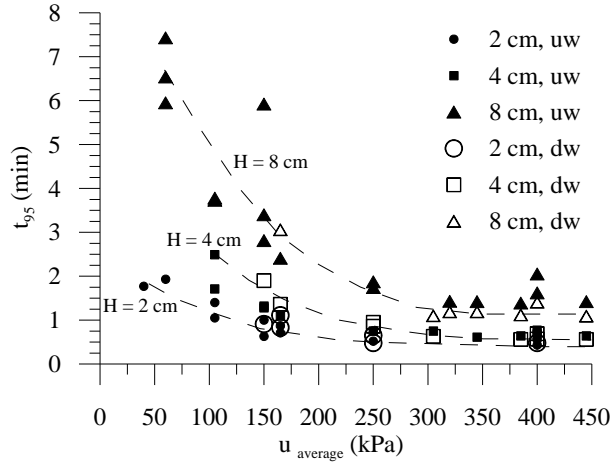 8
7
6
5
4
3
2
1
0
t95 (min)
2 cm, uw
4 cm, uw
8 cm, uw
2 cm, dw
4 cm, dw
8 cm, dw
H = 8 cm
H = 4 cm
H = 2 cm
0 50 100 150 200 250 300 350 400 450
u average (kPa)